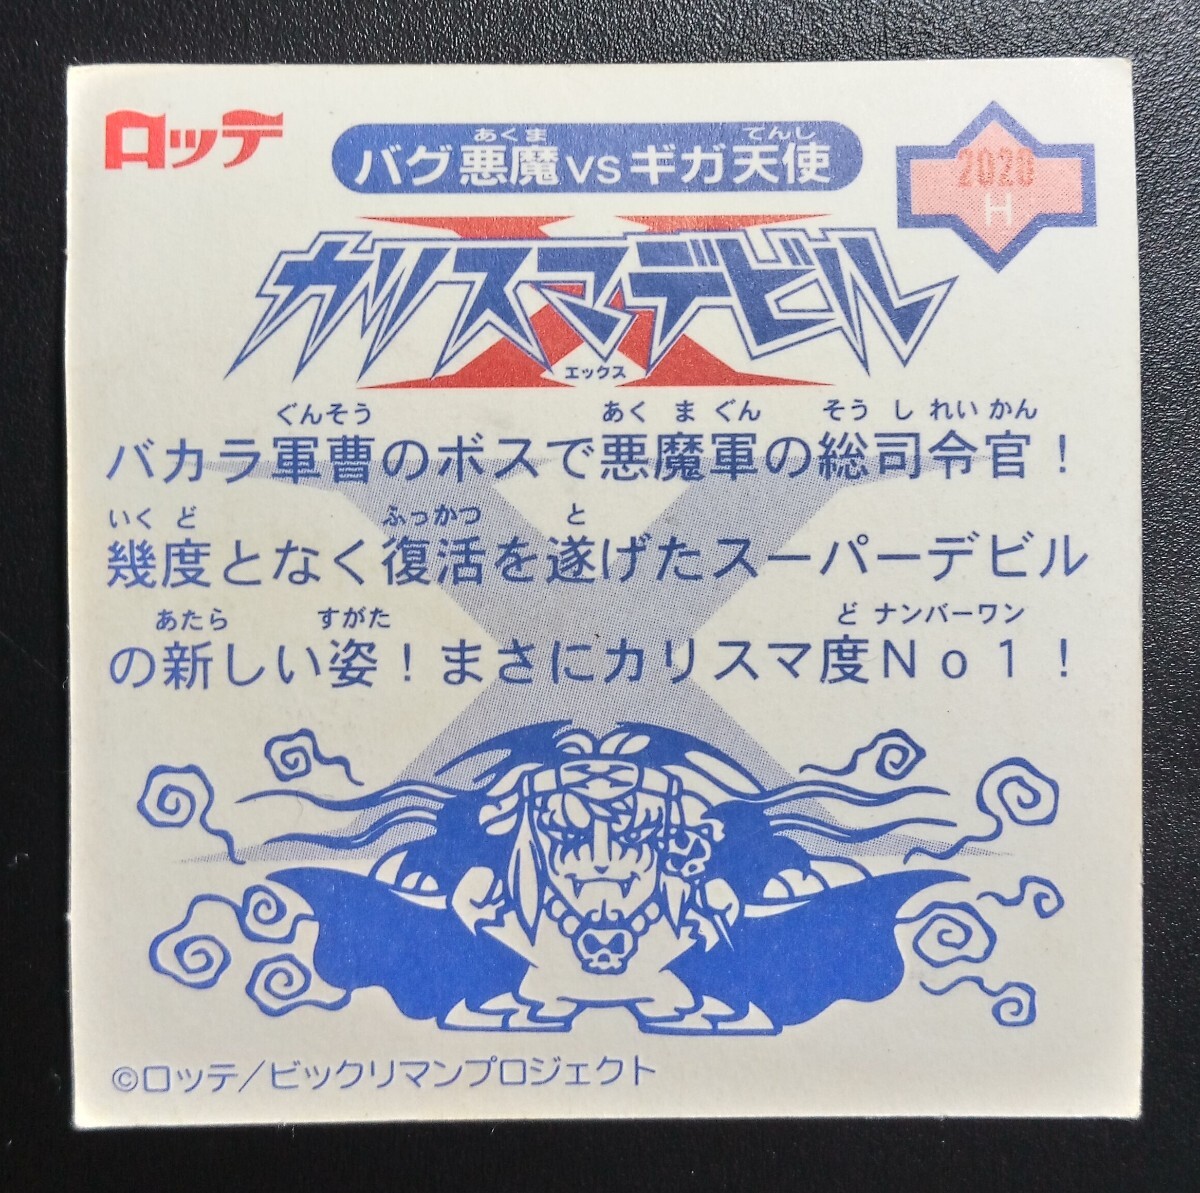 ロッテ
バグ悪魔vsギガ天使
あくま
てんし
2020
H
カリスマデビル
X
エックス
ぐんそう あくまぐん そうしれいかん
バカラ軍曹のボスで悪魔軍の総司令官！
いくど ふっかつ と
幾度となく復活を遂げたスーパーデビル
あたら すがた ど ナンバーワン
の新しい姿！まさにカリスマ度No1！
©ロッテ／ビックリマンプロジェクト